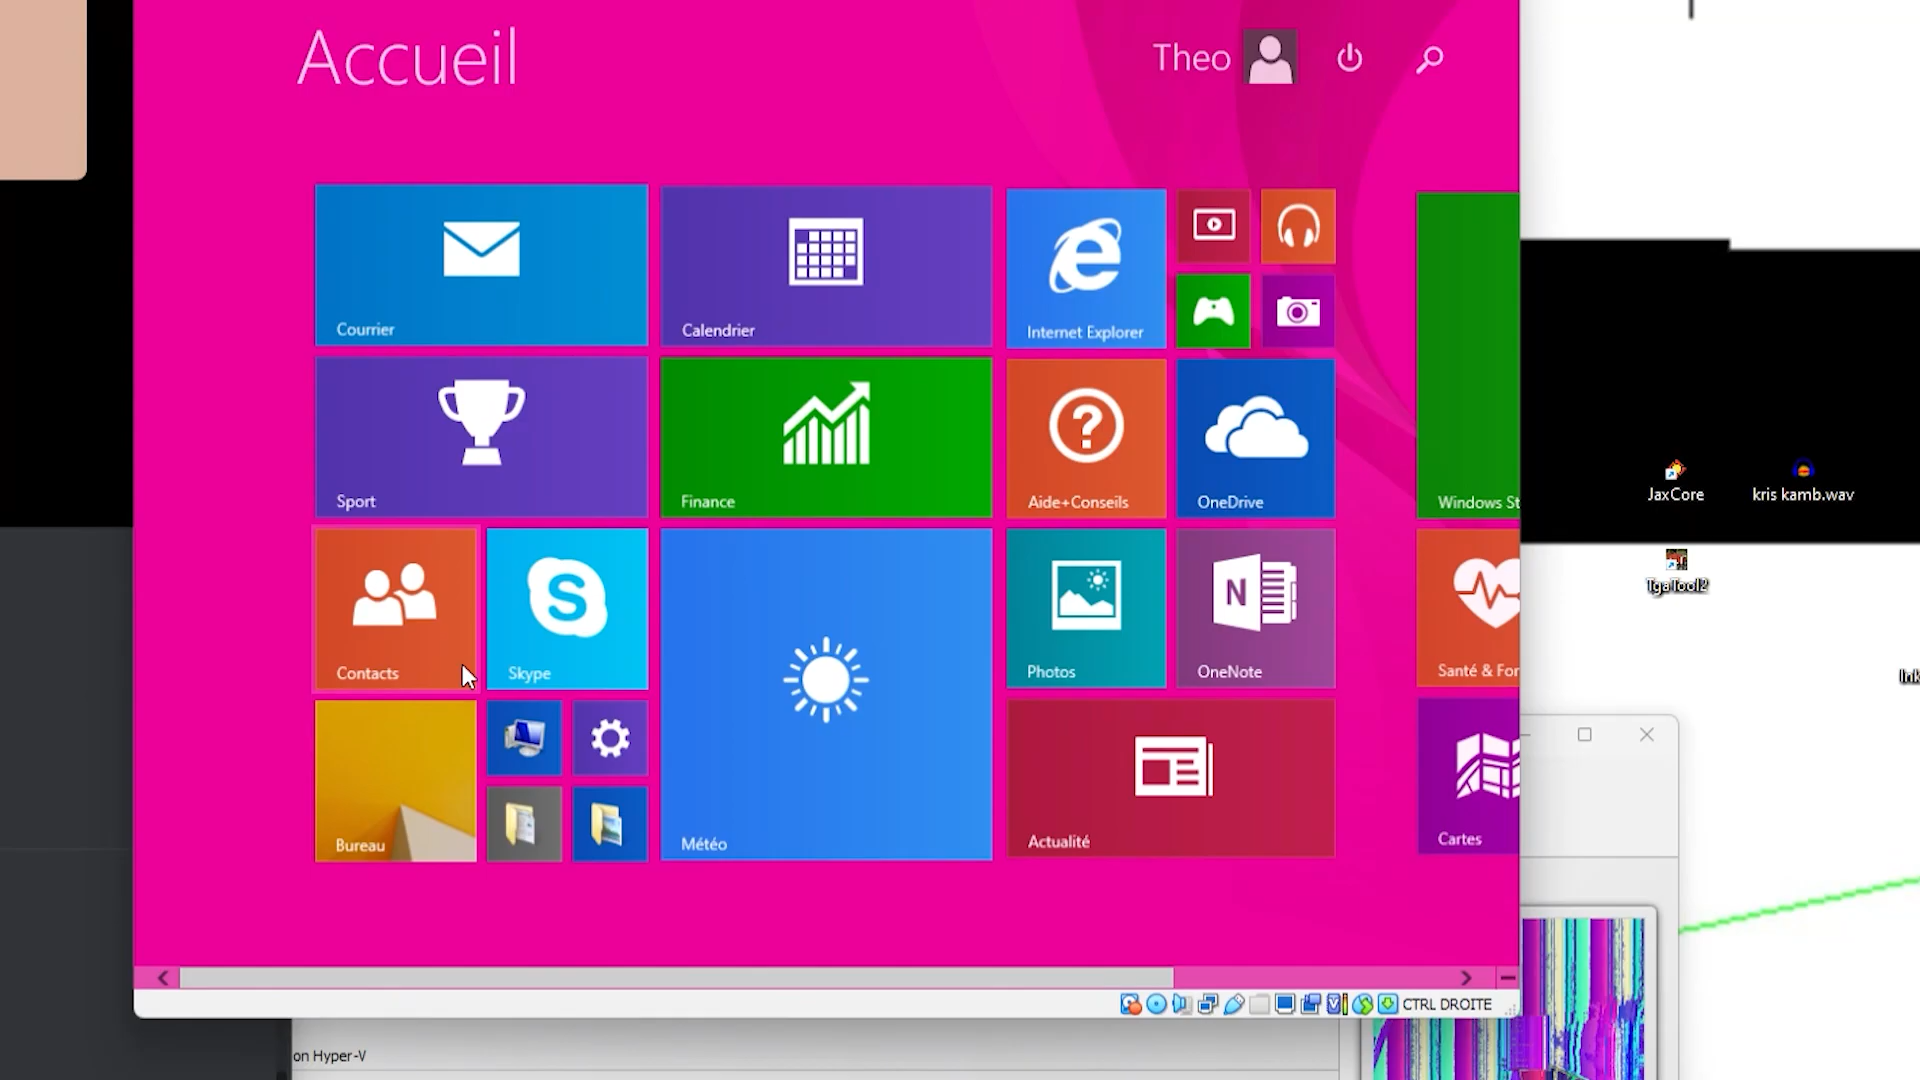 Accueil
Theo
Courrier
Calendrier
Internet Explorer
Sport
Finance
Aide+Conseils
OneDrive
Windows St
Contacts
Skype
Photos
OneNote
Santé & For
Bureau
Météo
Actualité
Cartes
JaxCore
kris kamb.wav
TgaTool2
Ink
CTRL DROITE
on Hyper-V